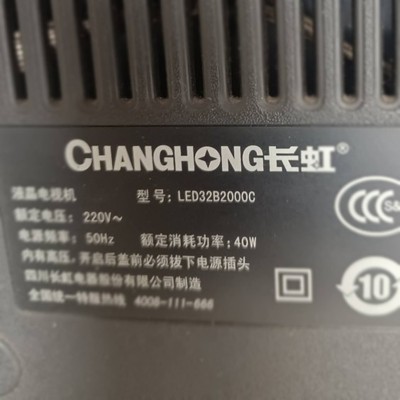 CHANGHONG长虹®
液晶电视机 型号: LED32B2000C
额定电压: 220V~
电源频率: 50Hz 额定消耗功率: 40W
内有高压, 开启后盖前必须拔下电源插头
四川长虹电器股份有限公司制造
全国统一特服热线 4008-111-666
CCC S&
10